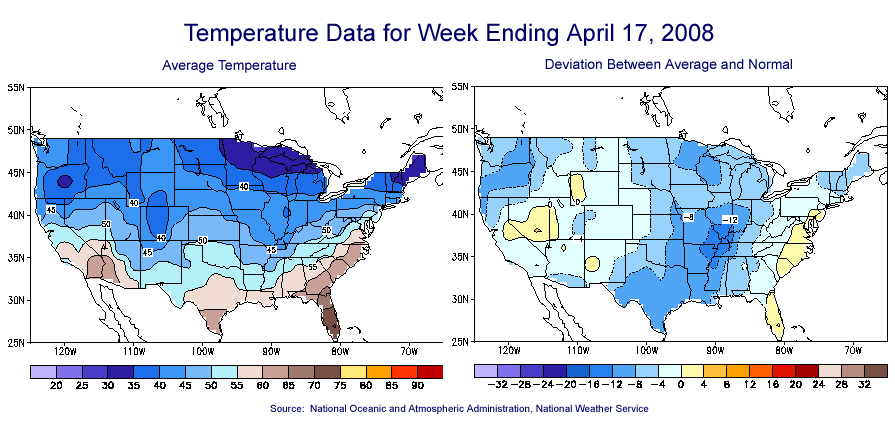 Temperature Data for Week Ending April 17, 2008
Average Temperature
Deviation Between Average and Normal
55N
50N
45N
40N
35N
30N
25N
120W 110W 100W 90W 80W 70W
40
40
45
50
40
50
45
45
50
55
20 25 30 35 40 45 50 55 60 65 70 75 80 85 90
55N
50N
45N
40N
35N
30N
25N
120W 110W 100W 90W 80W 70W
0
-8
-12
-4
-32 -28 -24 -20 -16 -12 -8 -4 0 4 8 12 16 20 24 28 32
Source: National Oceanic and Atmospheric Administration, National Weather Service